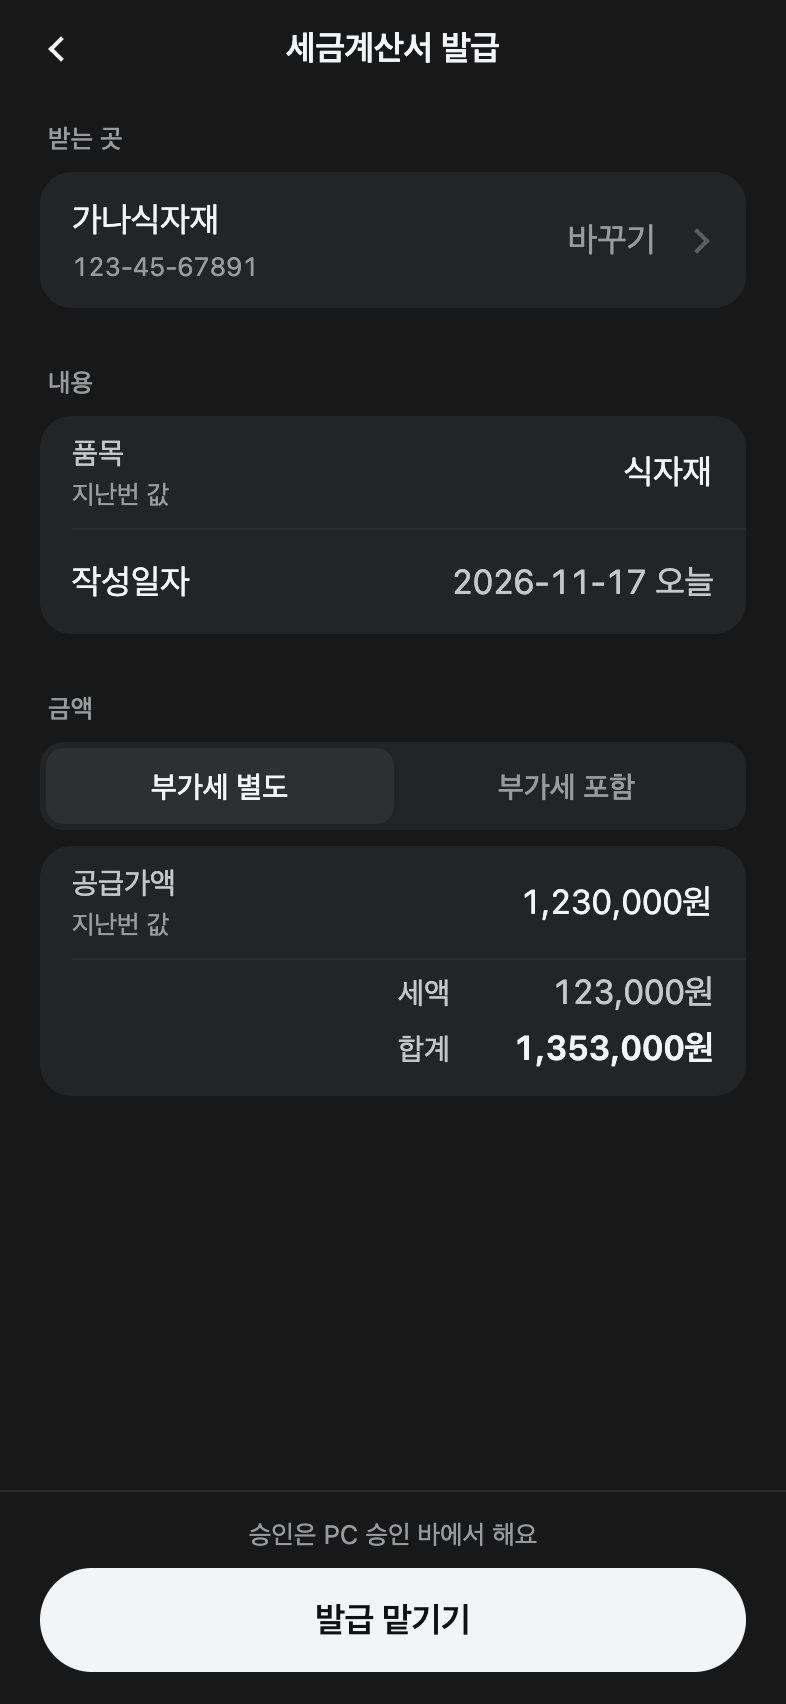 세금계산서 발급
받는 곳
가나식자재
123-45-67891
바꾸기
내용
품목
지난번 값
식자재
작성일자
2026-11-17 오늘
금액
부가세 별도
부가세 포함
공급가액
지난번 값
1,230,000원
세액 123,000원
합계 1,353,000원
승인은 PC 승인 바에서 해요
발급 맡기기